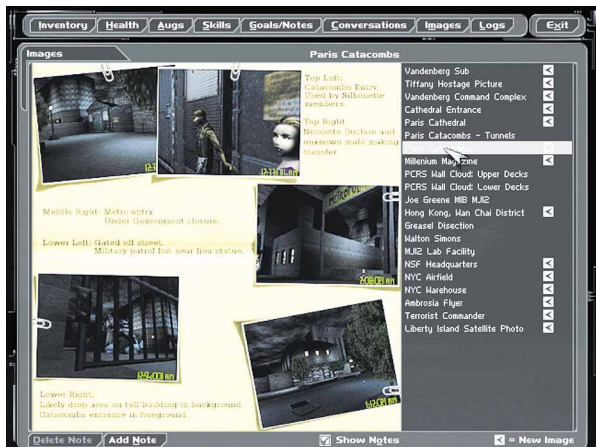 Inventory Health Augs Skills Goals/Notes Conversations Images Logs Exit
Images
Paris Catacombs
Top Left:
Catacombs Entry.
Used by Silhouette
members.
Top Right
Nicolette Duclare and
unknown male making
transfer.
Middle Right: Metro entry.
Under Government closure.
Lower Left: Gated off street.
Military patrol bot near lion statue.
Lower Right:
Likely drop area on tall building in background.
Catacombs entrance in foreground.
Vandenberg Sub
Tiffany Hostage Picture
Vandenberg Command Complex
Cathedral Entrance
Paris Cathedral
Paris Catacombs - Tunnels
Paris
Millenium Magazine
PCRS Wall Cloud: Upper Decks
PCRS Wall Cloud: Lower Decks
Joe Greene MIB MJ12
Hong Kong, Wan Chai District
Greasel Disection
Walton Simons
MJ12 Lab Facility
NSF Headquarters
NYC Airfield
NYC Warehouse
Ambrosia Flyer
Terrorist Commander
Liberty Island Satellite Photo
Delete Note Add Note Show Notes = New Image